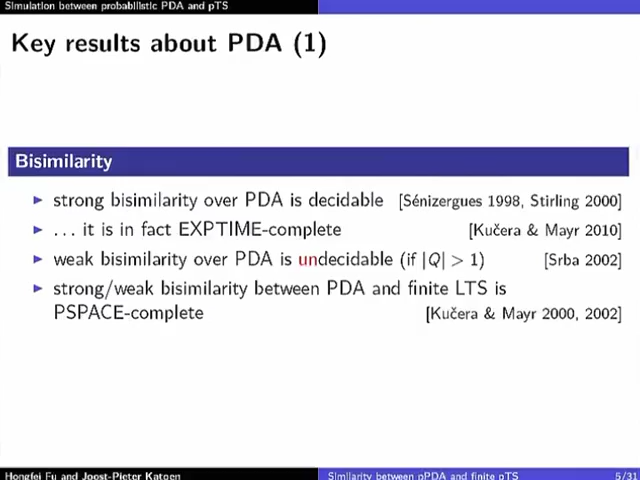 Simulation between probabilistic PDA and pTS
Key results about PDA (1)
Bisimilarity
▶ strong bisimilarity over PDA is decidable [Sénizergues 1998, Stirling 2000]
▶ ... it is in fact EXPTIME-complete [Kučera & Mayr 2010]
▶ weak bisimilarity over PDA is undecidable (if |Q| > 1) [Srba 2002]
▶ strong/weak bisimilarity between PDA and finite LTS is
PSPACE-complete [Kučera & Mayr 2000, 2002]
Hongfei Fu and Joost-Pieter Katoen Similarity between pPDA and finite pTS 5/31